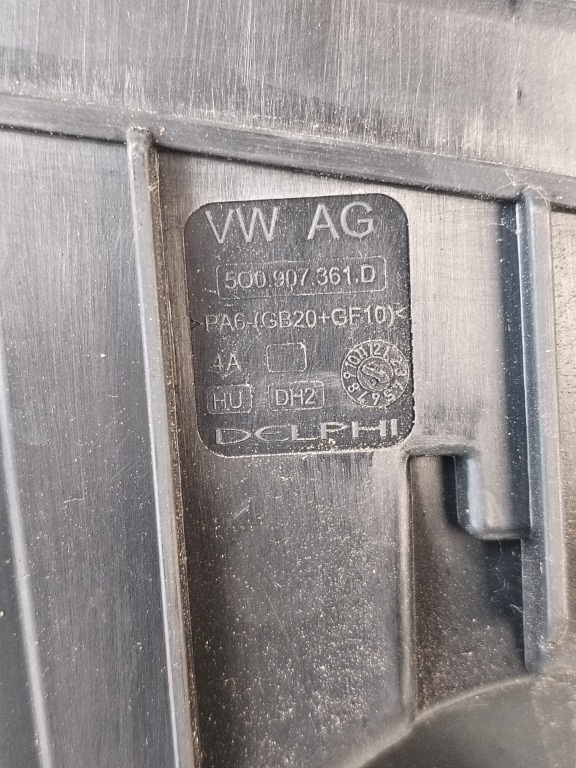 VW AG
5Q0.907.361.D
>PA6-(GB20+GF10)<
4A
HU DH2
DELPHI